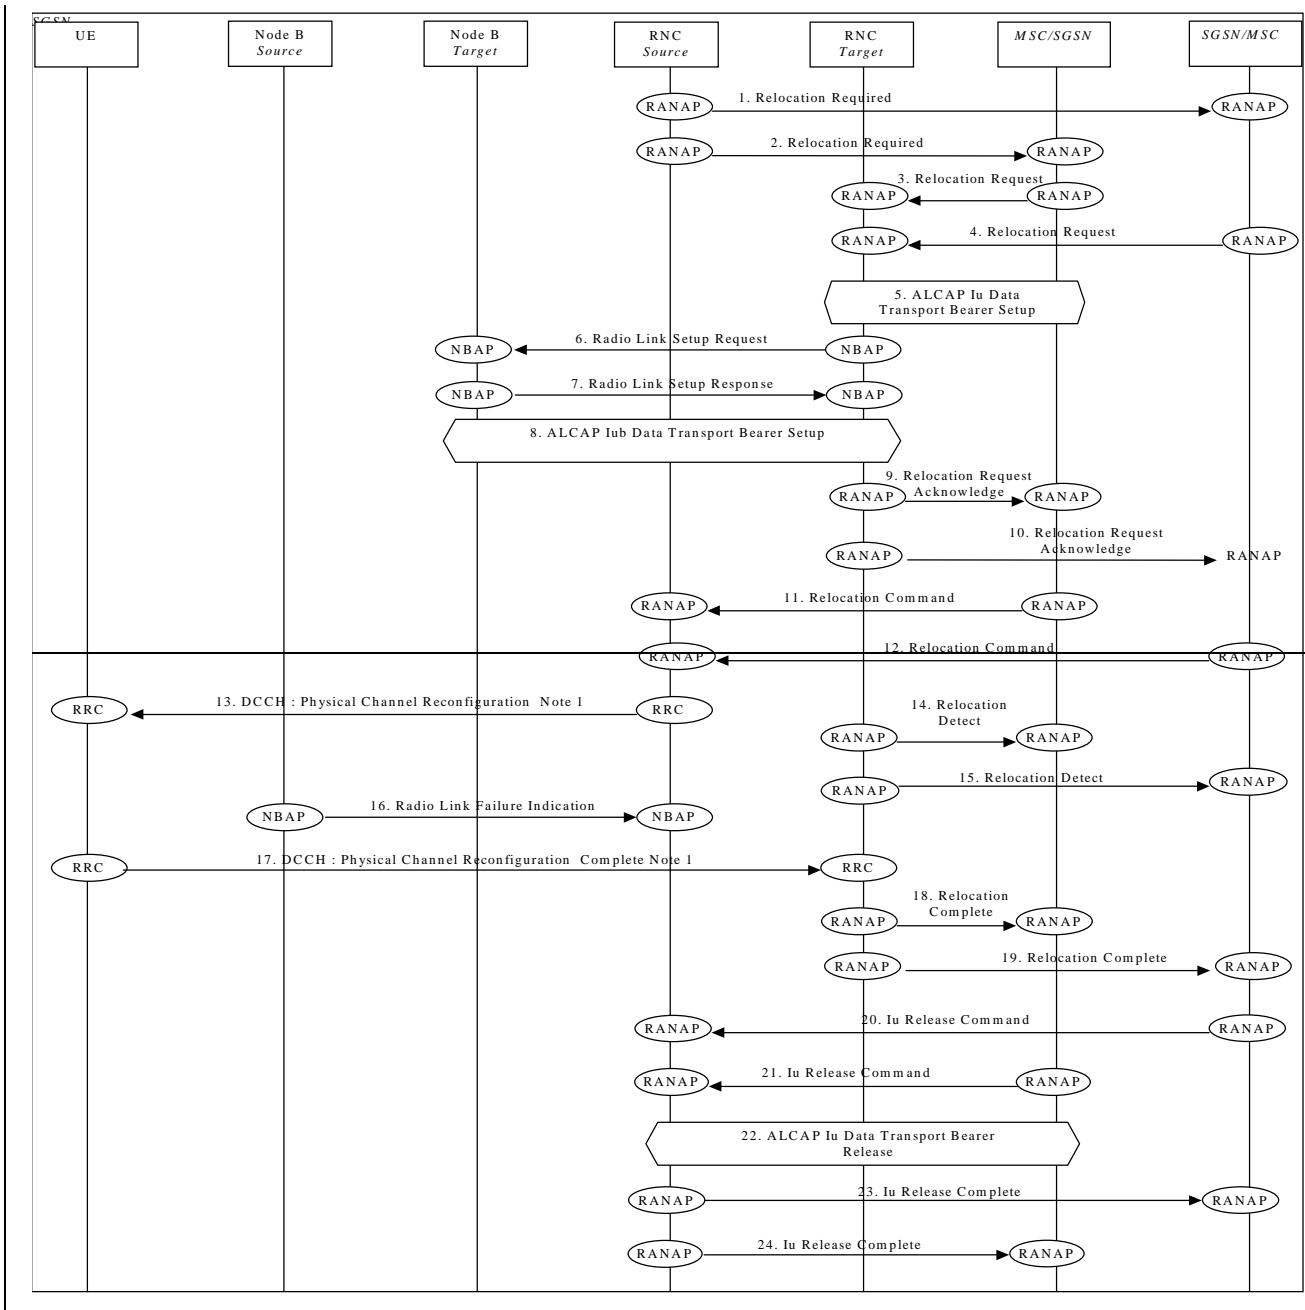 SGSN
UE
Node B
Source
Node B
Target
RNC
Source
RNC
Target
MSC/SGSN
SGSN/MSC
RANAP
1. Relocation Required
RANAP
RANAP
2. Relocation Required
RANAP
RANAP
3. Relocation Request
RANAP
RANAP
4. Relocation Request
RANAP
5. ALCAP Iu Data
Transport Bearer Setup
NBAP
6. Radio Link Setup Request
NBAP
NBAP
7. Radio Link Setup Response
NBAP
8. ALCAP Iub Data Transport Bearer Setup
RANAP
9. Relocation Request
Acknowledge
RANAP
RANAP
10. Relocation Request
Acknowledge
RANAP
RANAP
11. Relocation Command
RANAP
RANAP
12. Relocation Command
RANAP
RRC
13. DCCH : Physical Channel Reconfiguration Note 1
RRC
RANAP
14. Relocation
Detect
RANAP
RANAP
15. Relocation Detect
RANAP
NBAP
16. Radio Link Failure Indication
NBAP
RRC
17. DCCH : Physical Channel Reconfiguration Complete Note 1
RRC
RANAP
18. Relocation
Complete
RANAP
RANAP
19. Relocation Complete
RANAP
RANAP
20. Iu Release Command
RANAP
RANAP
21. Iu Release Command
RANAP
22. ALCAP Iu Data Transport Bearer
Release
RANAP
23. Iu Release Complete
RANAP
RANAP
24. Iu Release Complete
RANAP